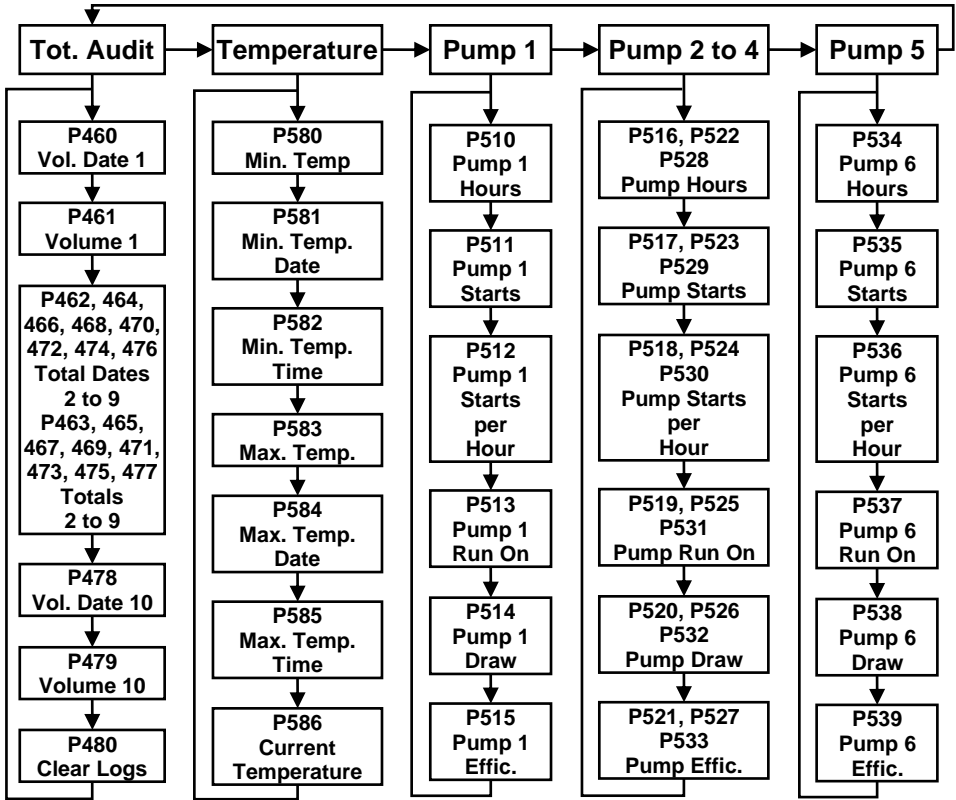 Tot. Audit
Temperature
Pump 1
Pump 2 to 4
Pump 5
P460
Vol. Date 1
P461
Volume 1
P462, 464,
466, 468, 470,
472, 474, 476
Total Dates
2 to 9
P463, 465,
467, 469, 471,
473, 475, 477
Totals
2 to 9
P478
Vol. Date 10
P479
Volume 10
P480
Clear Logs
P580
Min. Temp
P581
Min. Temp.
Date
P582
Min. Temp.
Time
P583
Max. Temp.
P584
Max. Temp.
Date
P585
Max. Temp.
Time
P586
Current
Temperature
P510
Pump 1
Hours
P511
Pump 1
Starts
P512
Pump 1
Starts
per
Hour
P513
Pump 1
Run On
P514
Pump 1
Draw
P515
Pump 1
Effic.
P516, P522
P528
Pump Hours
P517, P523
P529
Pump Starts
P518, P524
P530
Pump Starts
per
Hour
P519, P525
P531
Pump Run On
P520, P526
P532
Pump Draw
P521, P527
P533
Pump Effic.
P534
Pump 6
Hours
P535
Pump 6
Starts
P536
Pump 6
Starts
per
Hour
P537
Pump 6
Run On
P538
Pump 6
Draw
P539
Pump 6
Effic.